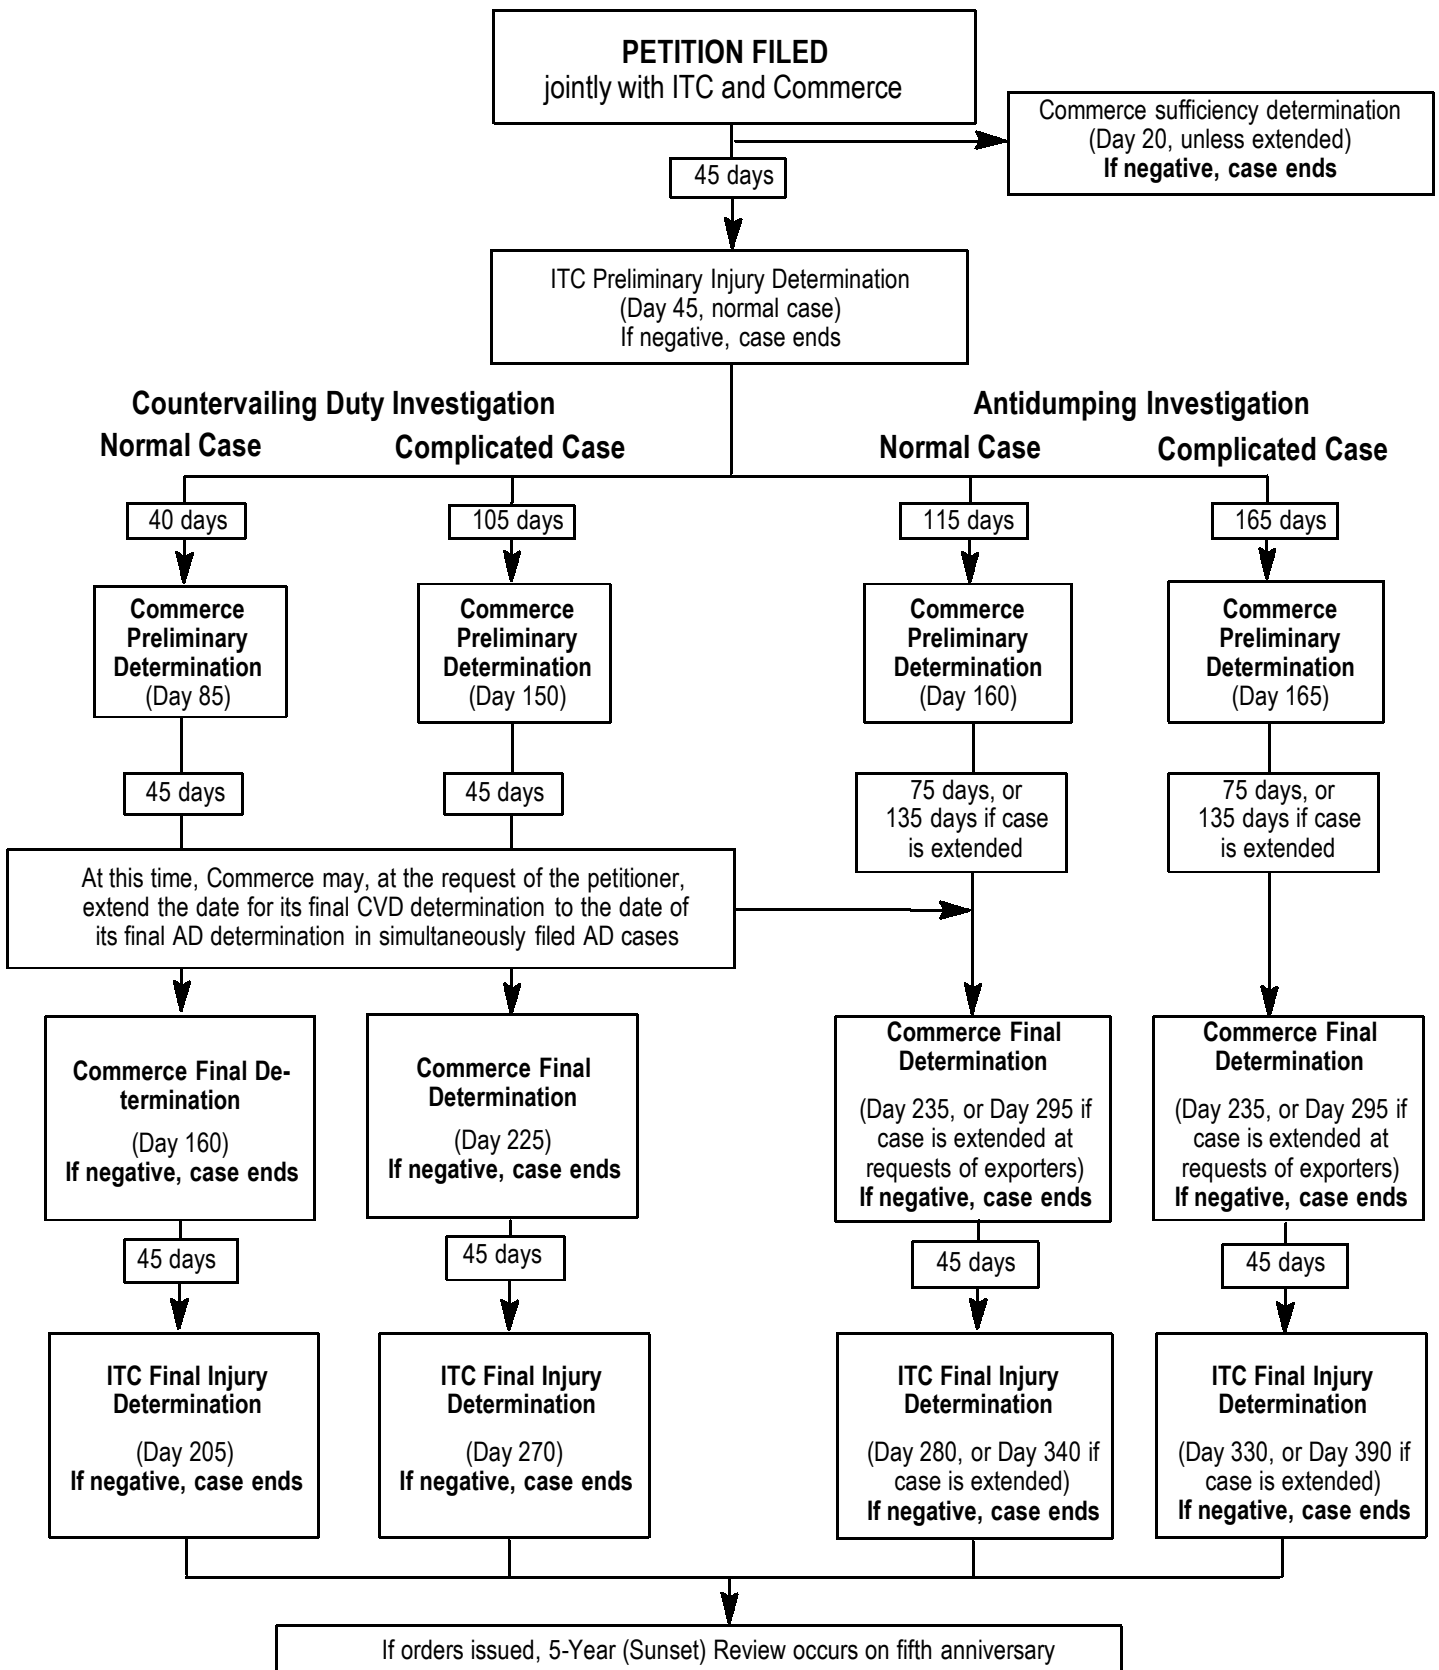 PETITION FILED
jointly with ITC and Commerce
Commerce sufficiency determination
(Day 20, unless extended)
If negative, case ends
45 days
ITC Preliminary Injury Determination
(Day 45, normal case)
If negative, case ends
Countervailing Duty Investigation
Antidumping Investigation
Normal Case
Complicated Case
Normal Case
Complicated Case
40 days
105 days
115 days
165 days
Commerce
Preliminary
Determination
(Day 85)
Commerce
Preliminary
Determination
(Day 150)
Commerce
Preliminary
Determination
(Day 160)
Commerce
Preliminary
Determination
(Day 165)
45 days
45 days
75 days, or
135 days if case
is extended
75 days, or
135 days if case
is extended
At this time, Commerce may, at the request of the petitioner,
extend the date for its final CVD determination to the date of
its final AD determination in simultaneously filed AD cases
Commerce Final De-
termination
(Day 160)
If negative, case ends
Commerce Final
Determination
(Day 225)
If negative, case ends
Commerce Final
Determination
(Day 235, or Day 295 if
case is extended at
requests of exporters)
If negative, case ends
Commerce Final
Determination
(Day 235, or Day 295 if
case is extended at
requests of exporters)
If negative, case ends
45 days
45 days
45 days
45 days
ITC Final Injury
Determination
(Day 205)
If negative, case ends
ITC Final Injury
Determination
(Day 270)
If negative, case ends
ITC Final Injury
Determination
(Day 280, or Day 340 if
case is extended)
If negative, case ends
ITC Final Injury
Determination
(Day 330, or Day 390 if
case is extended)
If negative, case ends
If orders issued, 5-Year (Sunset) Review occurs on fifth anniversary